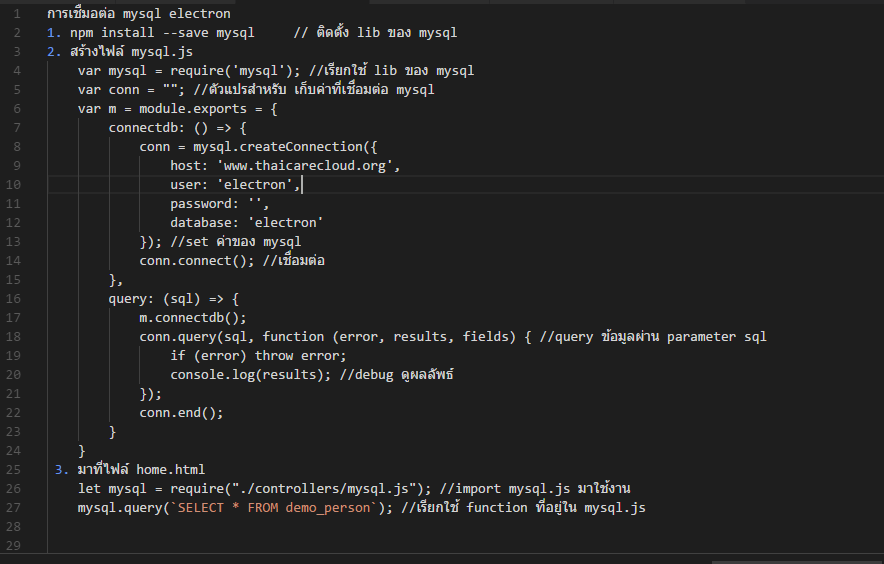 1 การเชื่มอต่อ mysql electron
2 1. npm install --save mysql     // ติดตั้ง lib ของ mysql
3 2. สร้างไฟล์ mysql.js
4     var mysql = require('mysql'); //เรียกใช้ lib ของ mysql
5     var conn = ""; //ตัวแปรสำหรับ เก็บค่าที่เชื่อมต่อ mysql
6     var m = module.exports = {
7         connectdb: () => {
8             conn = mysql.createConnection({
9                 host: 'www.thaicarecloud.org',
10                 user: 'electron',
11                 password: '',
12                 database: 'electron'
13             }); //set ค่าของ mysql
14             conn.connect(); //เชื่อมต่อ
15         },
16         query: (sql) => {
17             m.connectdb();
18             conn.query(sql, function (error, results, fields) { //query ข้อมูลผ่าน parameter sql
19                 if (error) throw error;
20                 console.log(results); //debug ดูผลลัพธ์
21             });
22             conn.end();
23         }
24     }
25  3. มาที่ไฟล์ home.html
26     let mysql = require("./controllers/mysql.js"); //import mysql.js มาใช้งาน
27     mysql.query(`SELECT * FROM demo_person`); //เรียกใช้ function ที่อยู่ใน mysql.js
28
29